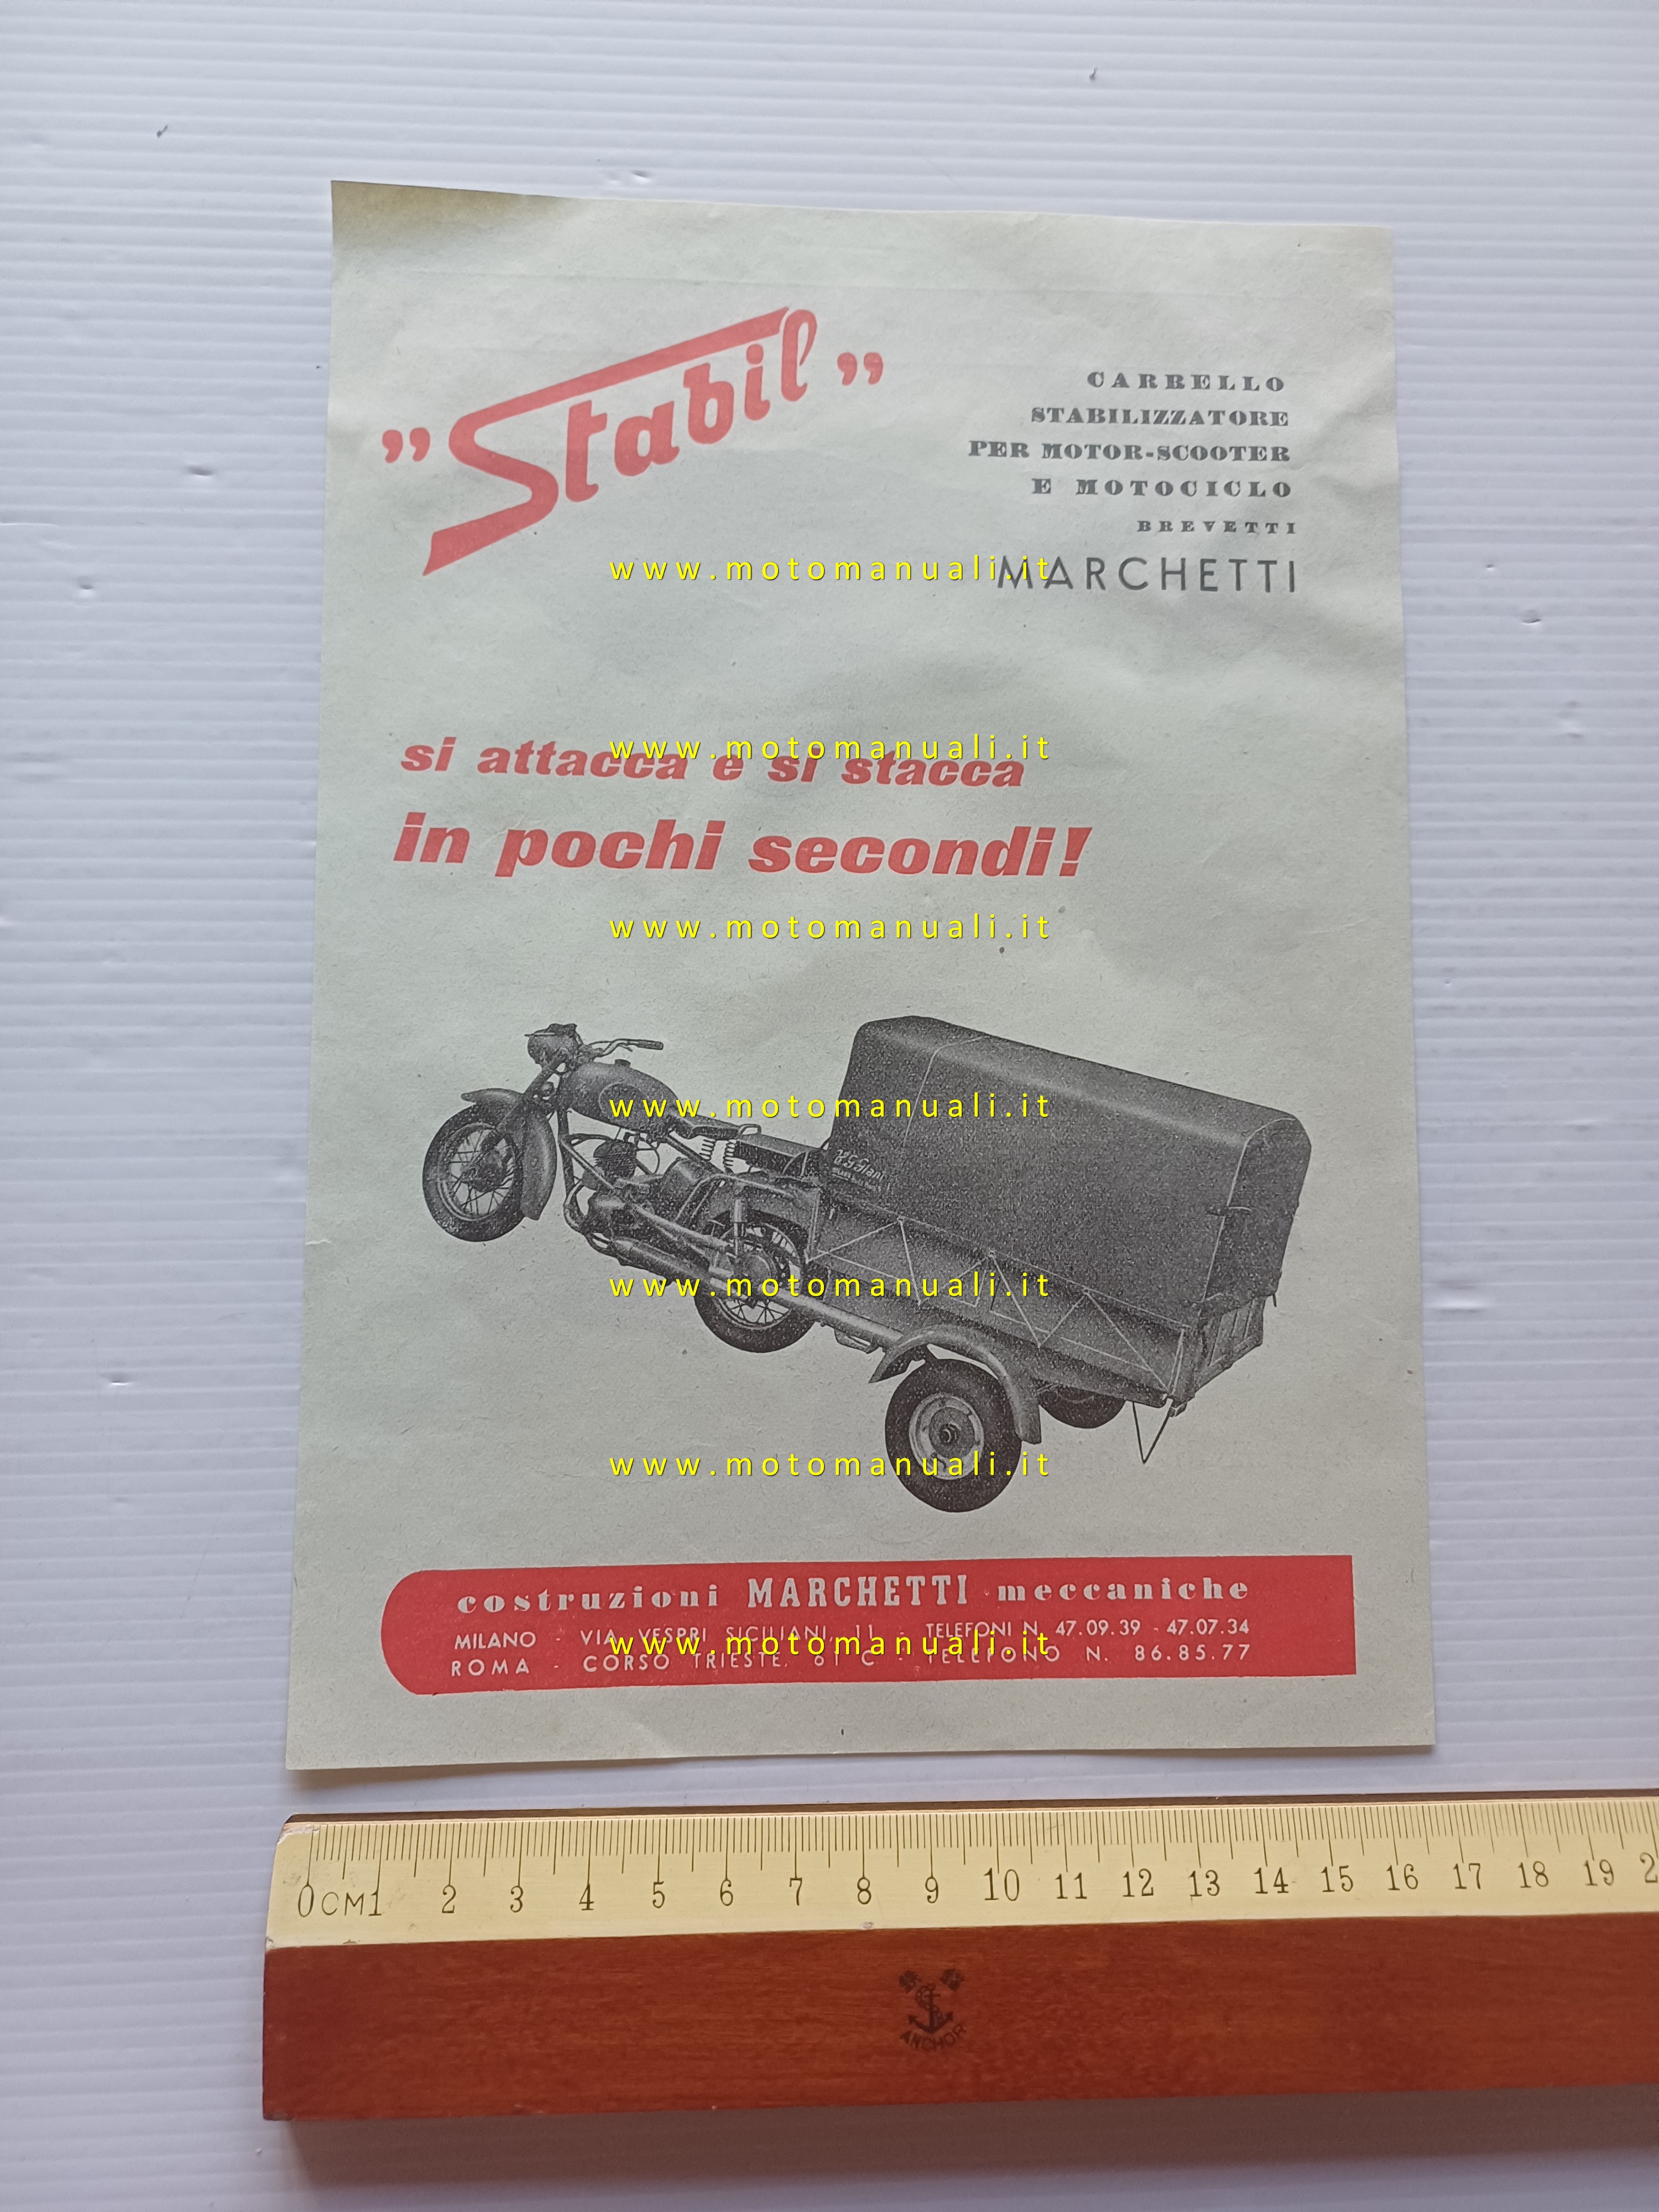 „Stabil”
CARRELLO
STABILIZZATORE
PER MOTOR-SCOOTER
E MOTOCICLO
BREVETTI
MARCHETTI
www.motomanuali.it
www.motomanuali.it
si attacca e si stacca
in pochi secondi!
www.motomanuali.it
www.motomanuali.it
www.motomanuali.it
www.motomanuali.it
costruzioni MARCHETTI meccaniche
MILANO - VIA VESPRI SICILIANI, 11 - TELEFONI N. 47.09.39 - 47.07.34
www.motomanuali.it
ROMA - CORSO TRIESTE, 61 C - TELEFONO N. 86.85.77
0CM1 2 3 4 5 6 7 8 9 10 11 12 13 14 15 16 17 18 19 2
ANCHOR